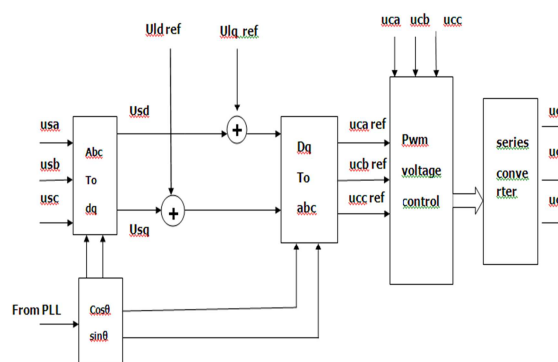 uca ucb ucc
Uld ref
Ulq ref
Usd
usa
usb
usc
Abc
To
dq
Usq
Dq
To
abc
uca ref
ucb ref
ucc ref
Pwm
voltage
control
series
conve
rter
From PLL
Cosθ
sinθ
+
+